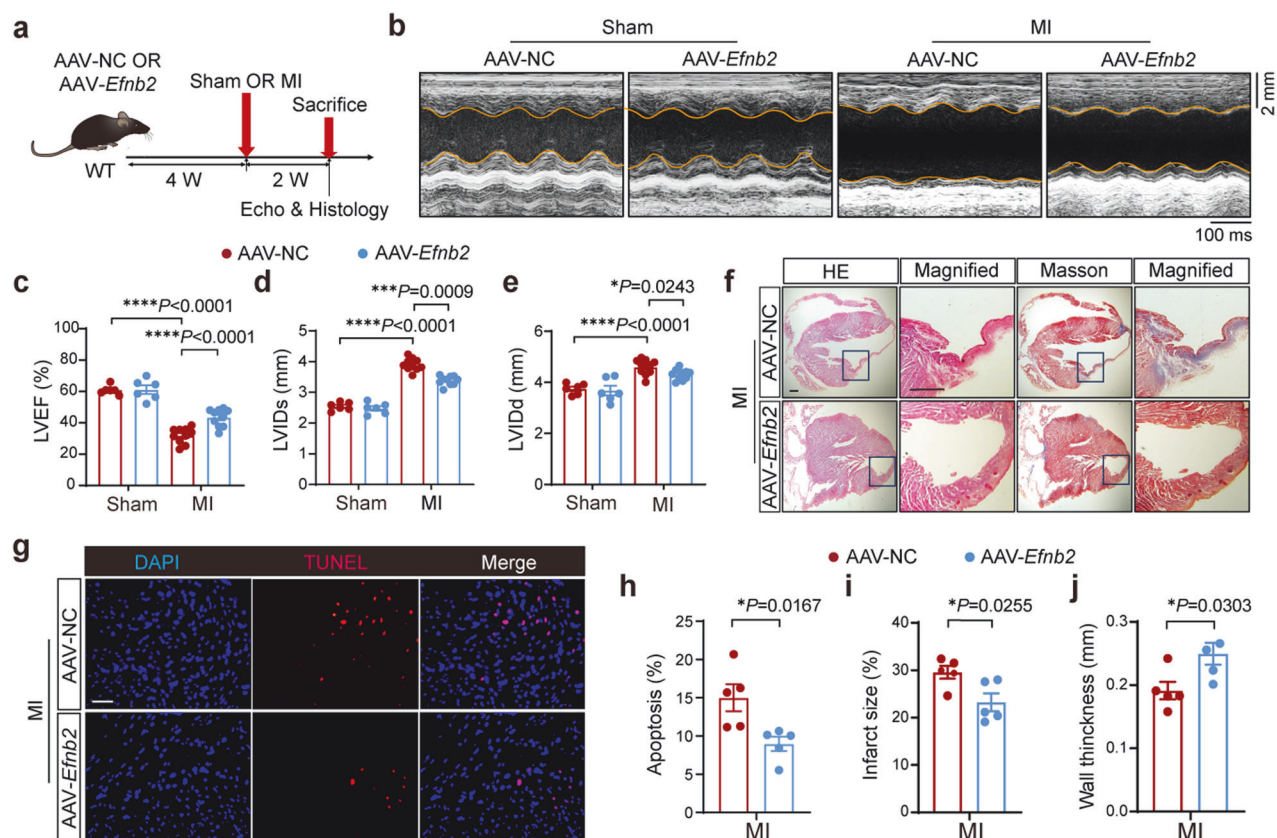 a
AAV-NC OR
AAV-Efnb2
Sham OR MI
Sacrifice
WT
4 W
2 W
Echo & Histology
b
Sham
MI
AAV-NC
AAV-Efnb2
AAV-NC
AAV-Efnb2
2 mm
100 ms
AAV-NC
AAV-Efnb2
c
****P<0.0001
****P<0.0001
LVEF (%)
100
80
60
40
20
0
Sham
MI
d
***P=0.0009
****P<0.0001
LVIDs (mm)
5
4
3
2
1
0
Sham
MI
e
*P=0.0243
****P<0.0001
LVIDd (mm)
6
4
2
0
Sham
MI
f
HE
Magnified
Masson
Magnified
MI
AAV-NC
AAV-Efnb2
g
DAPI
TUNEL
Merge
MI
AAV-NC
AAV-Efnb2
AAV-NC
AAV-Efnb2
h
*P=0.0167
Apoptosis (%)
25
20
15
10
5
0
MI
i
*P=0.0255
Infarct size (%)
40
30
20
10
0
MI
j
*P=0.0303
Wall thinckness (mm)
0.3
0.2
0.1
0.0
MI